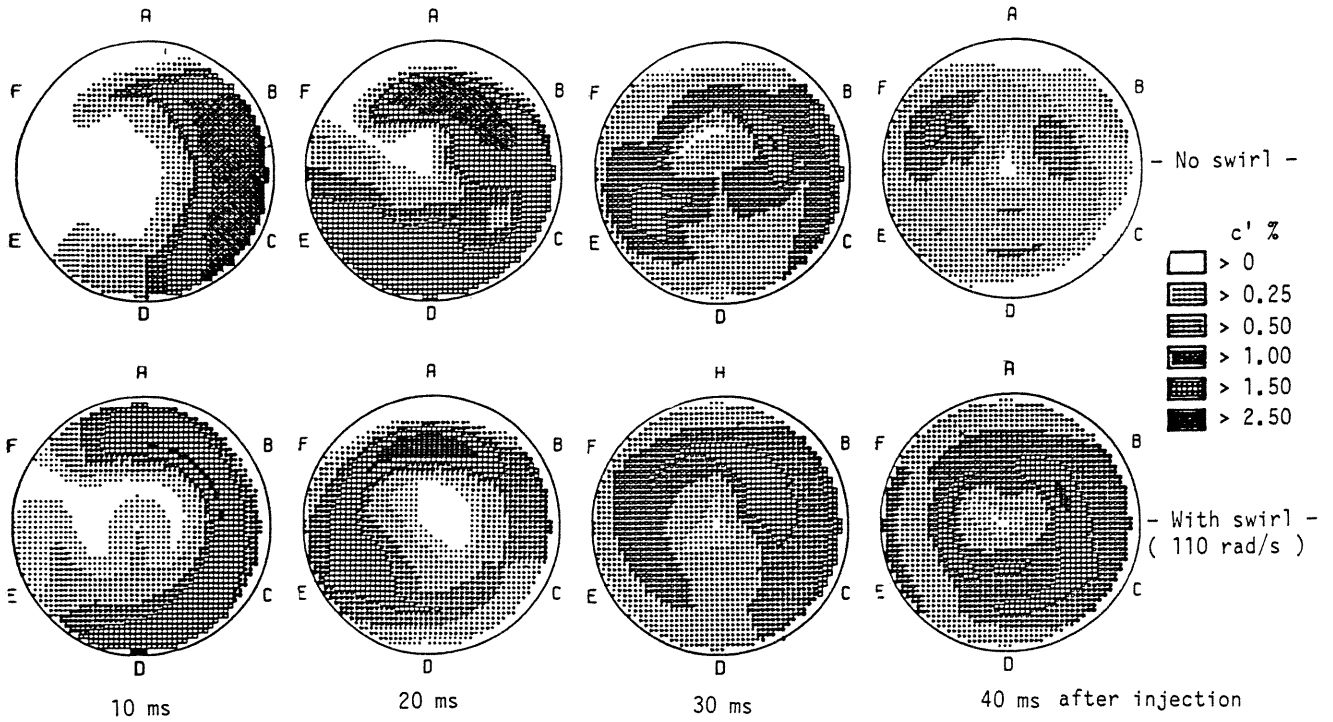 A A A A
F B F B F B F B
- No swirl -
E C E C E C E C
D D D D
c' %
> 0
> 0.25
> 0.50
> 1.00
> 1.50
> 2.50
A A H A
F B F B F B F B
- With swirl -
( 110 rad/s )
E C E C E C E C
D D D D
10 ms 20 ms 30 ms 40 ms after injection